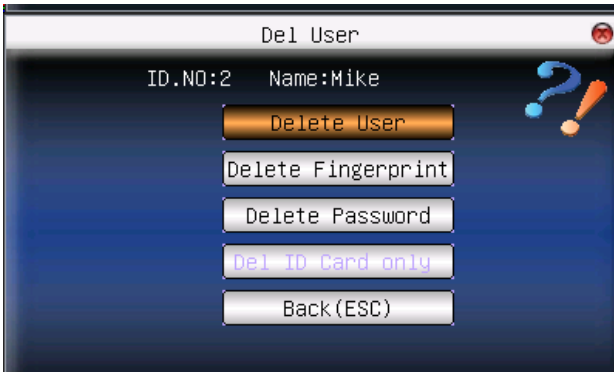 Del User
ID.NO:2 Name:Mike
Delete User
Delete Fingerprint
Delete Password
Del ID Card only
Back(ESC)